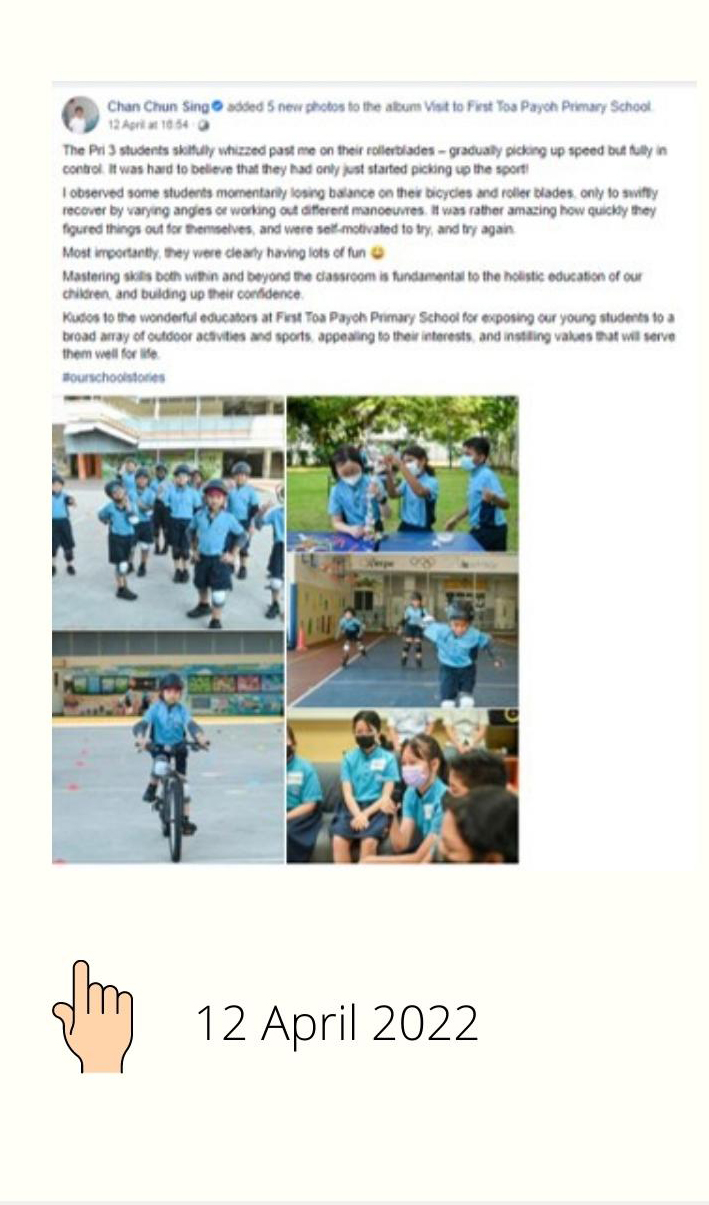 Chan Chun Sing added 5 new photos to the album Visit to First Toa Payoh Primary School.
12 April at 16:54
The Pri 3 students skilfully whizzed past me on their rollerblades – gradually picking up speed but fully in
control. It was hard to believe that they had only just started picking up the sport!
I observed some students momentarily losing balance on their bicycles and roller blades, only to swiftly
recover by varying angles or working out different manoeuvres. It was rather amazing how quickly they
figured things out for themselves, and were self-motivated to try, and try again.
Most importantly, they were clearly having lots of fun 😄
Mastering skills both within and beyond the classroom is fundamental to the holistic education of our
children, and building up their confidence.
Kudos to the wonderful educators at First Toa Payoh Primary School for exposing our young students to a
broad array of outdoor activities and sports, appealing to their interests, and instilling values that will serve
them well for life.
#ourschoolstories
12 April 2022